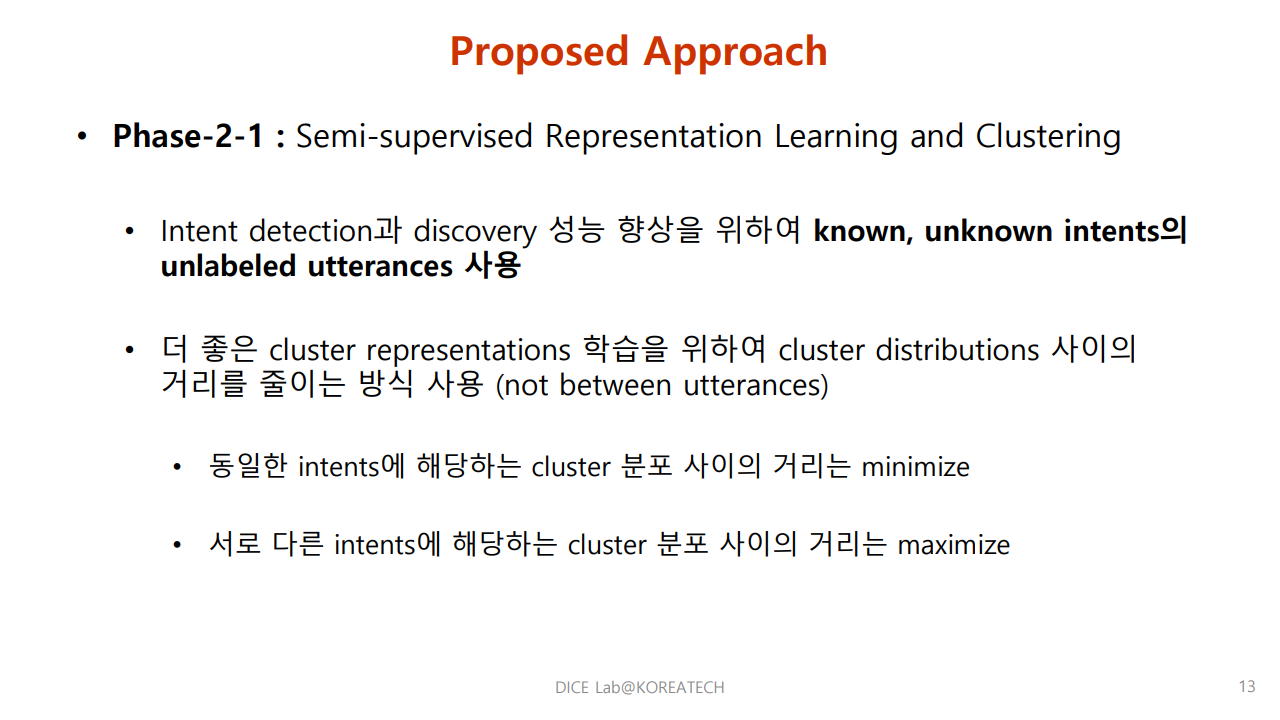 Proposed Approach
• Phase-2-1 : Semi-supervised Representation Learning and Clustering
• Intent detection과 discovery 성능 향상을 위하여 known, unknown intents의
unlabeled utterances 사용
• 더 좋은 cluster representations 학습을 위하여 cluster distributions 사이의
거리를 줄이는 방식 사용 (not between utterances)
• 동일한 intents에 해당하는 cluster 분포 사이의 거리는 minimize
• 서로 다른 intents에 해당하는 cluster 분포 사이의 거리는 maximize
DICE Lab@KOREATECH
13